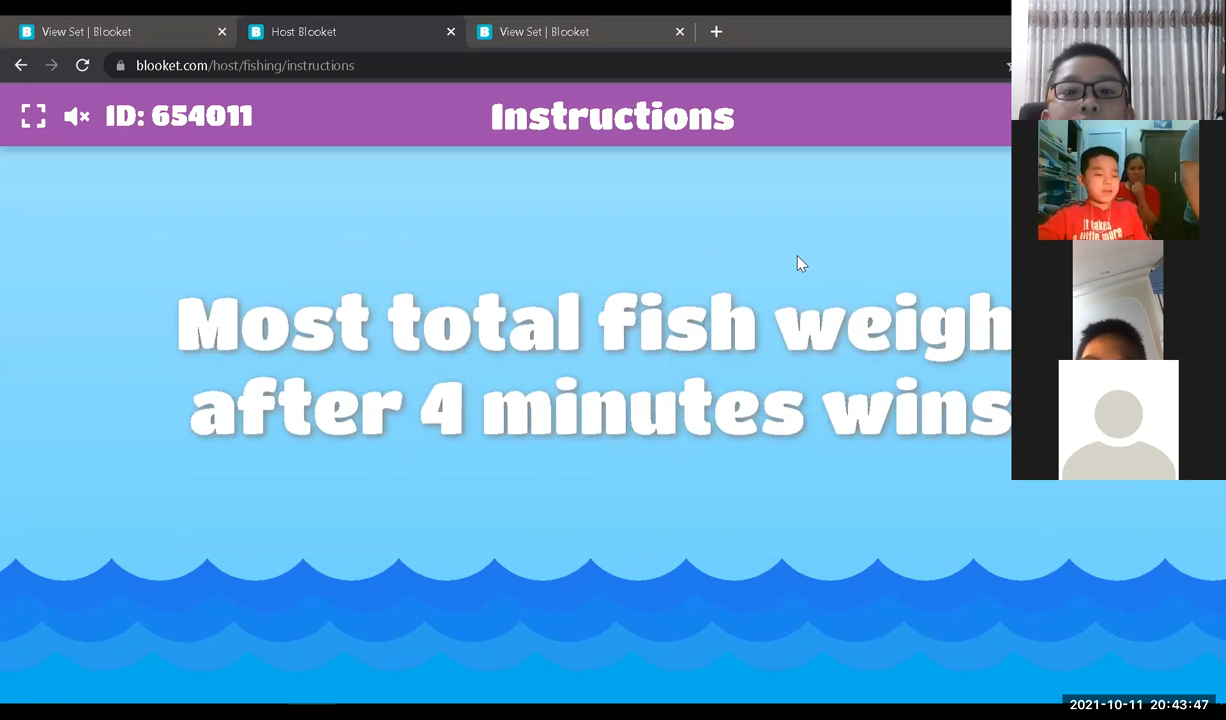 View Set | Blooket
Host Blooket
View Set | Blooket
blooket.com/host/fishing/instructions
ID: 654011
Instructions
Most total fish weigh
after 4 minutes wins
it takes
a little more
2021-10-11 20:43:47